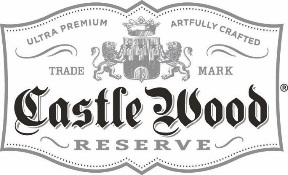 ULTRA PREMIUM ARTFULLY CRAFTED
TRADE MARK
Castle Wood ®
RESERVE